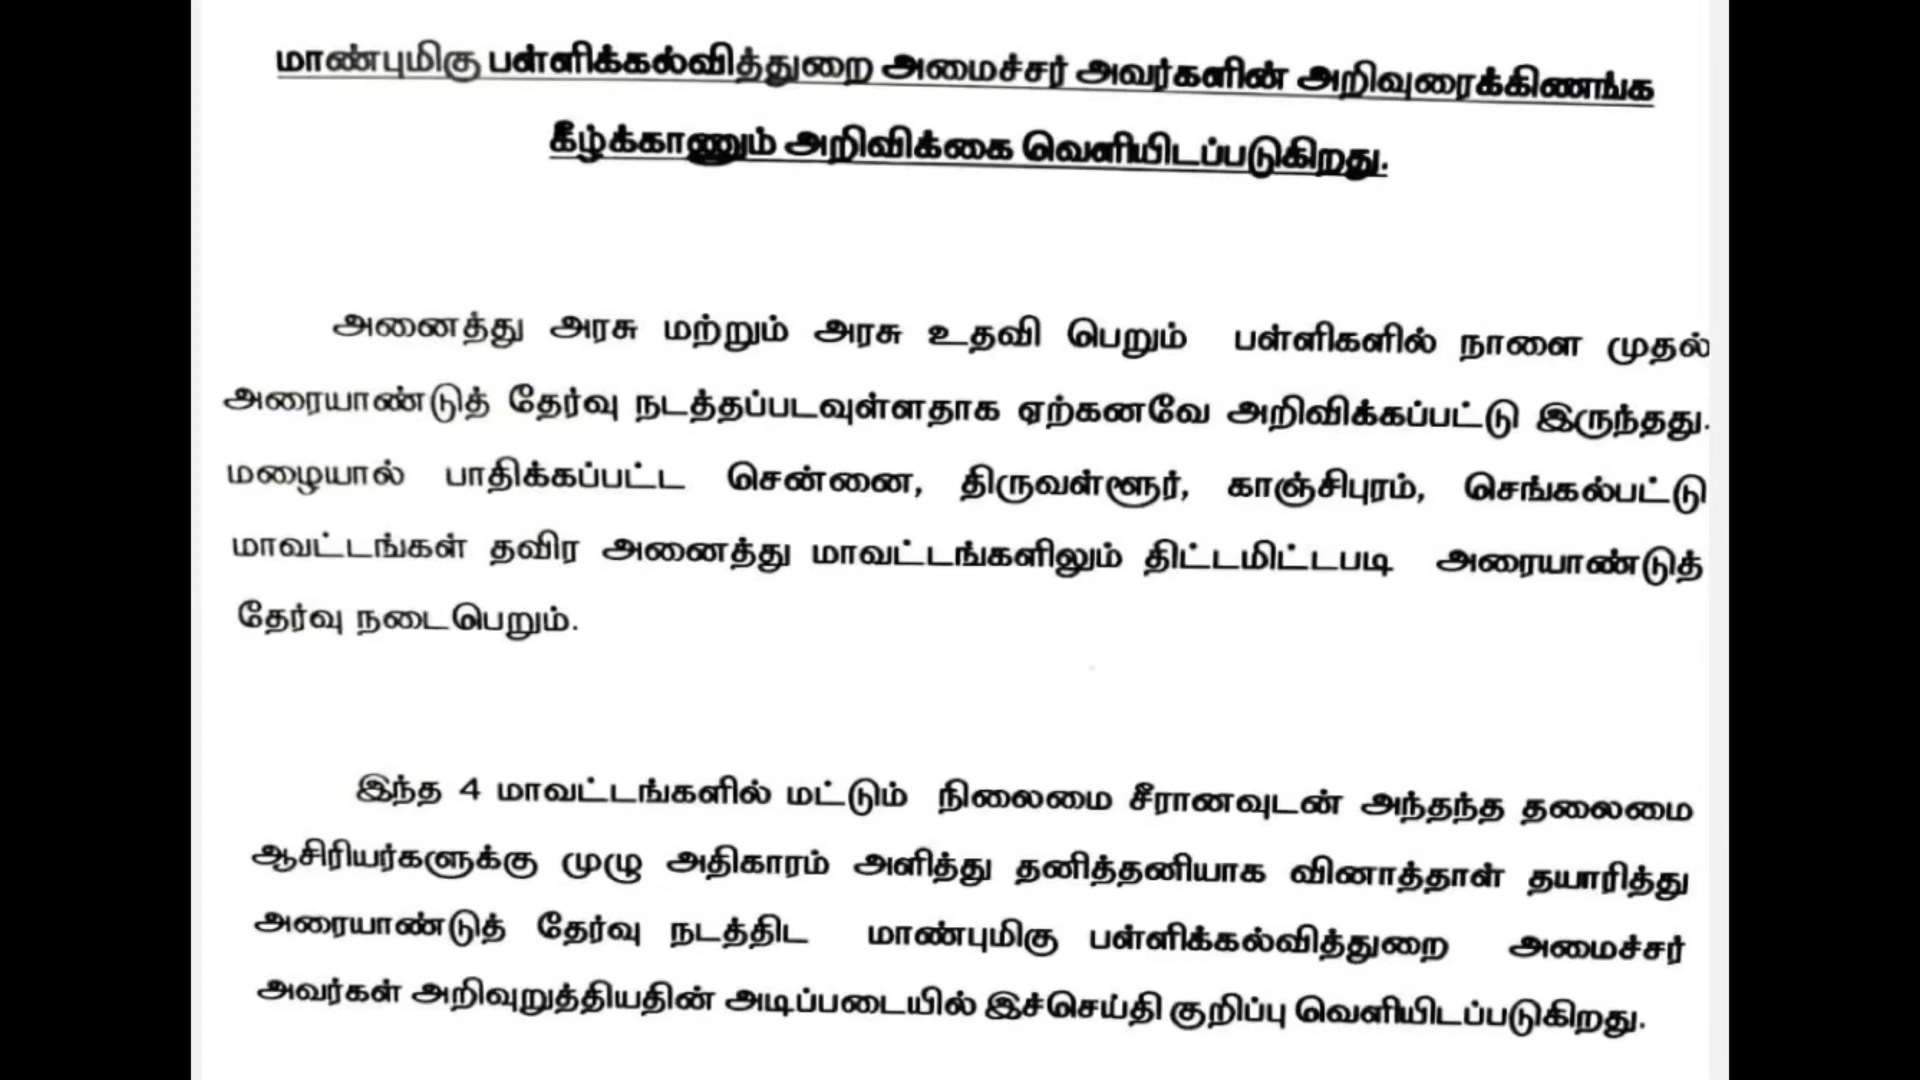 மாண்புமிகு பள்ளிக்கல்வித்துறை அமைச்சர் அவர்களின் அறிவுரைக்கிணங்க
கீழ்க்காணும் அறிவிக்கை வெளியிடப்படுகிறது.
அனைத்து அரசு மற்றும் அரசு உதவி பெறும் பள்ளிகளில் நாளை முதல்
அரையாண்டுத் தேர்வு நடத்தப்படவுள்ளதாக ஏற்கனவே அறிவிக்கப்பட்டு இருந்தது.
மழையால் பாதிக்கப்பட்ட சென்னை, திருவள்ளூர், காஞ்சிபுரம், செங்கல்பட்டு
மாவட்டங்கள் தவிர அனைத்து மாவட்டங்களிலும் திட்டமிட்டபடி அரையாண்டுத்
தேர்வு நடைபெறும்.
இந்த 4 மாவட்டங்களில் மட்டும் நிலைமை சீரானவுடன் அந்தந்த தலைமை
ஆசிரியர்களுக்கு முழு அதிகாரம் அளித்து தனித்தனியாக வினாத்தாள் தயாரித்து
அரையாண்டுத் தேர்வு நடத்திட மாண்புமிகு பள்ளிக்கல்வித்துறை அமைச்சர்
அவர்கள் அறிவுறுத்தியதின் அடிப்படையில் இச்செய்தி குறிப்பு வெளியிடப்படுகிறது.